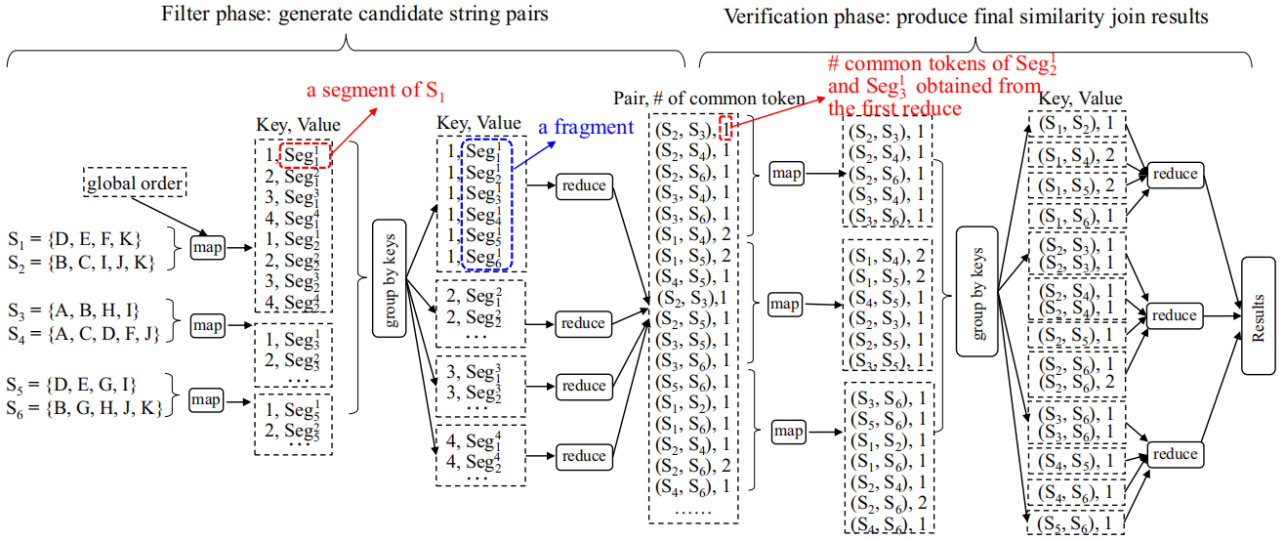 Filter phase: generate candidate string pairs
Verification phase: produce final similarity join results
global order
S₁ = {D, E, F, K}
S₂ = {B, C, I, J, K}
S₃ = {A, B, H, I}
S₄ = {A, C, D, F, J}
S₅ = {D, E, G, I}
S₆ = {B, G, H, J, K}
map
map
map
a segment of S₁
Key, Value
1, Seg₁¹
2, Seg₁²
3, Seg₁³
4, Seg₁⁴
1, Seg₂¹
2, Seg₂²
3, Seg₂³
4, Seg₂⁴
1, Seg₃¹
2, Seg₃²
...
1, Seg₅¹
2, Seg₅²
...
group by keys
Key, Value
a fragment
1, Seg₁¹
1, Seg₂¹
1, Seg₃¹
1, Seg₄¹
1, Seg₅¹
1, Seg₆¹
2, Seg₁²
2, Seg₂²
...
3, Seg₁³
3, Seg₂³
...
4, Seg₁⁴
4, Seg₂⁴
...
reduce
reduce
reduce
reduce
Pair, # of common token
(S₂, S₃), 1
(S₂, S₄), 1
(S₂, S₆), 1
(S₃, S₄), 1
(S₃, S₆), 1
(S₁, S₄), 2
(S₁, S₅), 2
(S₄, S₅), 1
(S₂, S₃),1
(S₂, S₅), 1
(S₃, S₅), 1
(S₃, S₆), 1
(S₅, S₆), 1
(S₁, S₂), 1
(S₁, S₆), 1
(S₂, S₄), 1
(S₂, S₆), 2
(S₄, S₆), 1
......
# common tokens of Seg₂¹
and Seg₃¹ obtained from
the first reduce
map
map
map
(S₂, S₃), 1
(S₂, S₄), 1
(S₂, S₆), 1
(S₃, S₄), 1
(S₃, S₆), 1
(S₁, S₄), 2
(S₁, S₅), 2
(S₄, S₅), 1
(S₂, S₃), 1
(S₂, S₅), 1
(S₃, S₅), 1
(S₃, S₆), 1
(S₅, S₆), 1
(S₁, S₂), 1
(S₁, S₆), 1
(S₂, S₄), 1
(S₂, S₆), 2
(S₄, S₆), 1
group by keys
Key, Value
(S₁, S₂), 1
(S₁, S₄), 2
(S₁, S₅), 2
(S₁, S₆), 1
(S₂, S₃), 1
(S₂, S₃), 1
(S₂, S₄), 1
(S₂, S₄), 1
(S₂, S₅), 1
(S₂, S₆), 1
(S₂, S₆), 2
(S₃, S₆), 1
(S₃, S₆), 1
(S₄, S₅), 1
(S₄, S₆), 1
(S₅, S₆), 1
reduce
reduce
reduce
Results